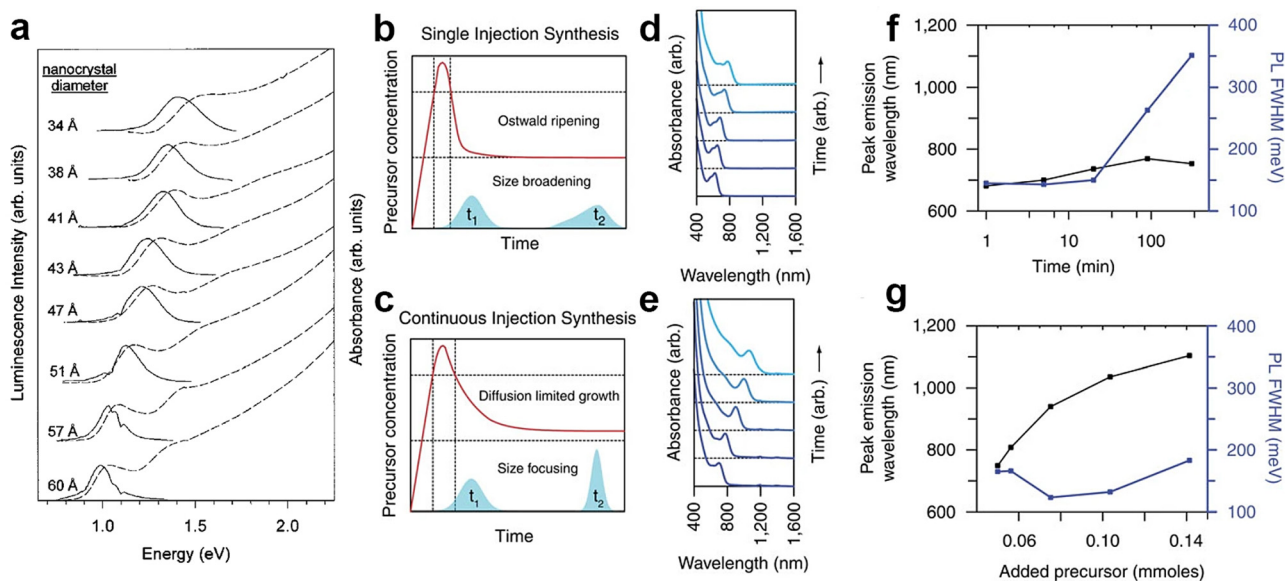 a
nanocrystal
diameter
34 Å
38 Å
41 Å
43 Å
47 Å
51 Å
57 Å
60 Å
Luminescence Intensity (arb. units)
Absorbance (arb. units)
1.0
1.5
2.0
Energy (eV)
b
Single Injection Synthesis
Precursor concentration
Ostwald ripening
Size broadening
t1
t2
Time
c
Continuous Injection Synthesis
Precursor concentration
Diffusion limited growth
Size focusing
t1
t2
Time
d
Absorbance (arb.)
Time (arb.)
400
800
1,200
1,600
Wavelength (nm)
e
Absorbance (arb.)
Time (arb.)
400
800
1,200
1,600
Wavelength (nm)
f
Peak emission
wavelength (nm)
1,200
1,000
800
600
PL FWHM (meV)
400
300
200
100
1
10
100
Time (min)
g
Peak emission
wavelength (nm)
1,200
1,000
800
600
PL FWHM (meV)
400
300
200
100
0.06
0.10
0.14
Added precursor (mmoles)